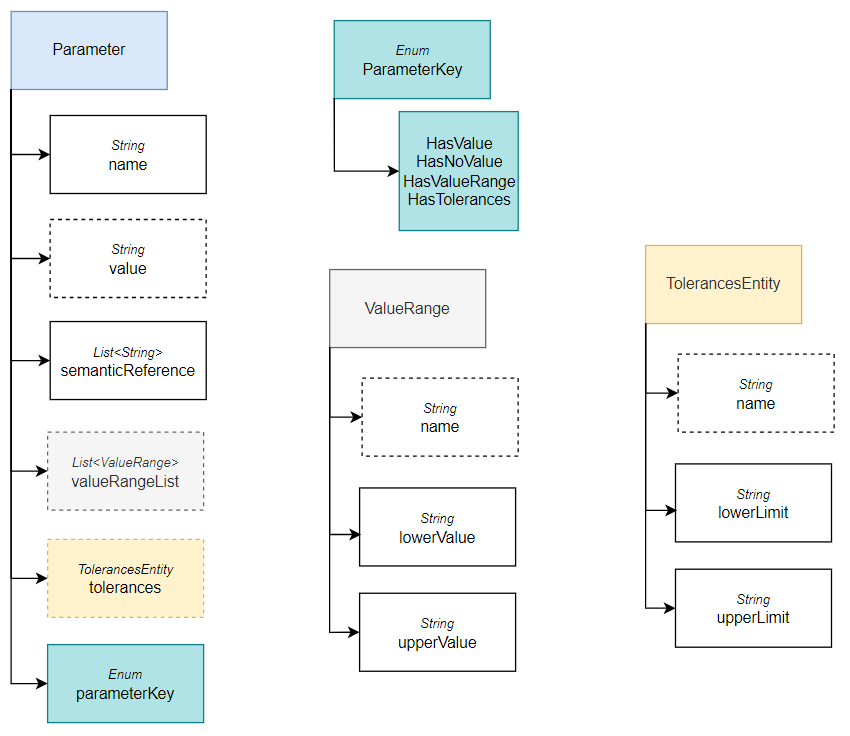 Parameter
String
name
String
value
List<String>
semanticReference
List<ValueRange>
valueRangeList
TolerancesEntity
tolerances
Enum
parameterKey
Enum
ParameterKey
HasValue
HasNoValue
HasValueRange
HasTolerances
ValueRange
String
name
String
lowerValue
String
upperValue
TolerancesEntity
String
name
String
lowerLimit
String
upperLimit